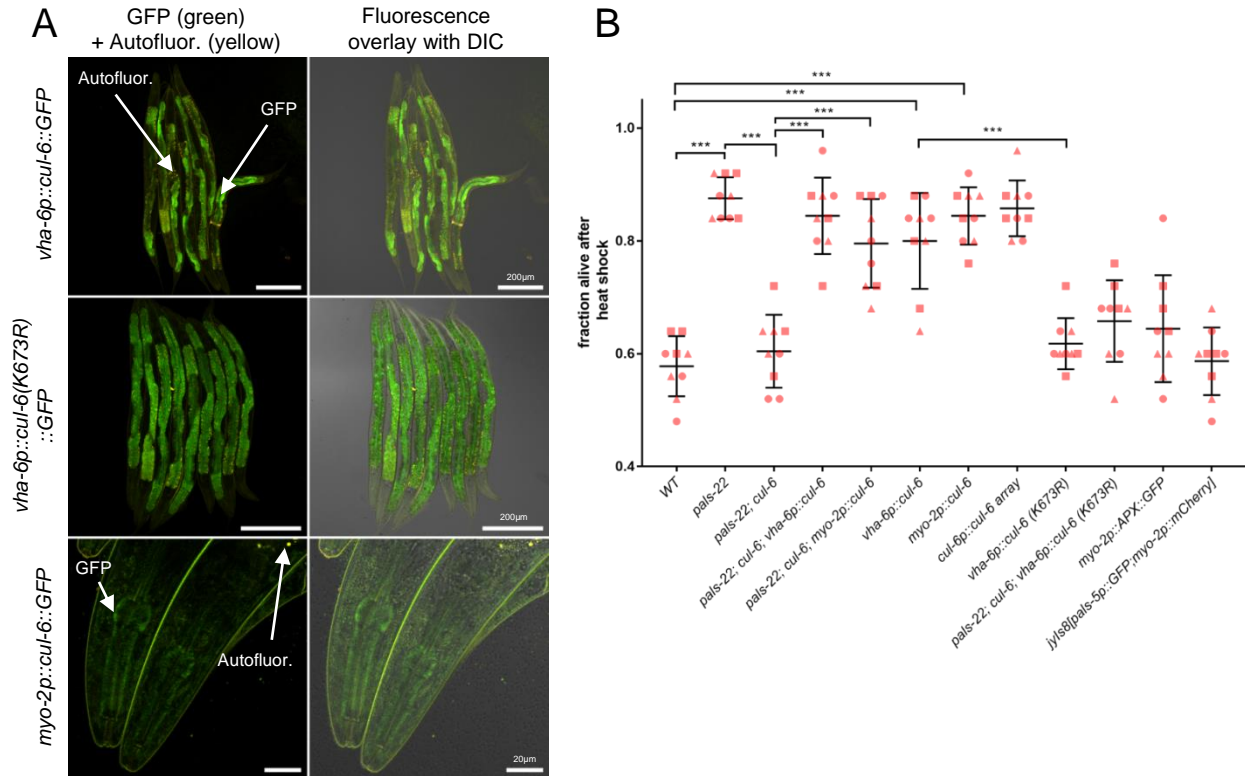 A
GFP (green)
+ Autofluor. (yellow)
Fluorescence
overlay with DIC
vha-6p::cul-6::GFP
Autofluor.
GFP
200µm
vha-6p::cul-6(K673R)
::GFP
200µm
myo-2p::cul-6::GFP
GFP
Autofluor.
20µm
B
fraction alive after
heat shock
1.0
0.8
0.6
0.4
***
***
***
***
***
***
***
WT
pals-22
pals-22; cul-6
pals-22; cul-6; vha-6p::cul-6
pals-22; cul-6; myo-2p::cul-6
vha-6p::cul-6
myo-2p::cul-6
cul-6p::cul-6 array
vha-6p::cul-6 (K673R)
pals-22; cul-6; vha-6p::cul-6 (K673R)
myo-2p::APX::GFP
jyIs8[pals-5p::GFP;myo-2p::mCherry]